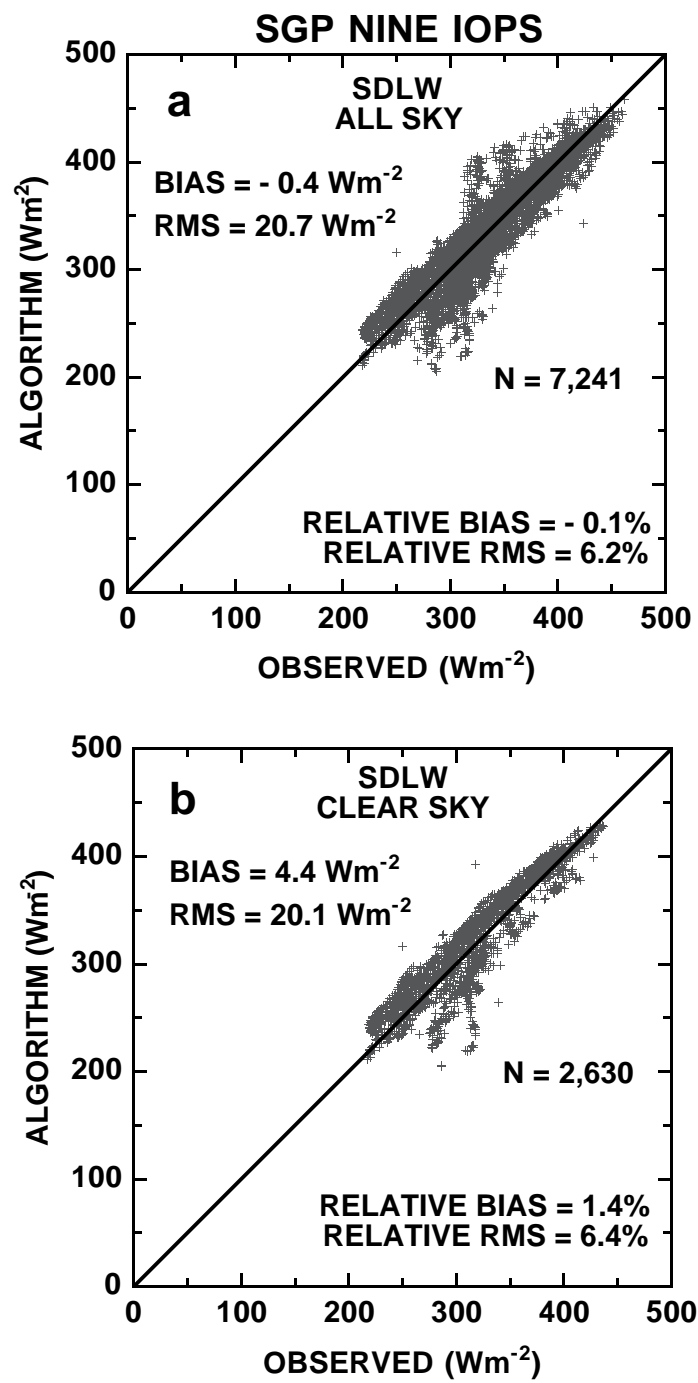 SGP NINE IOPS
500
a
SDLW
ALL SKY
400
BIAS = - 0.4 Wm-2
RMS = 20.7 Wm-2
300
ALGORITHM (Wm-2)
200
N = 7,241
100
RELATIVE BIAS = - 0.1%
RELATIVE RMS = 6.2%
0
0 100 200 300 400 500
OBSERVED (Wm-2)
500
b
SDLW
CLEAR SKY
400
BIAS = 4.4 Wm-2
RMS = 20.1 Wm-2
300
ALGORITHM (Wm-2)
200
N = 2,630
100
RELATIVE BIAS = 1.4%
RELATIVE RMS = 6.4%
0
0 100 200 300 400 500
OBSERVED (Wm-2)